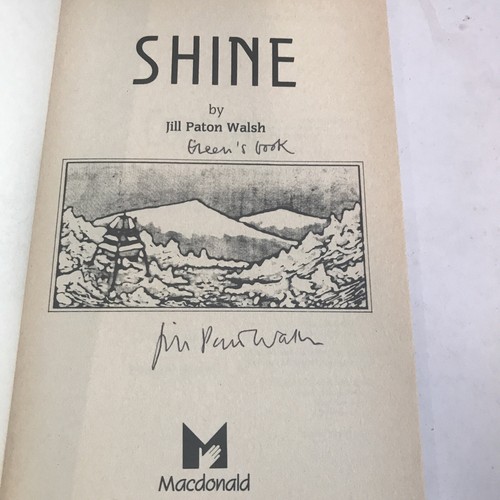 SHINE
by
Jill Paton Walsh
Green's book
Jill Paton Walsh
Macdonald